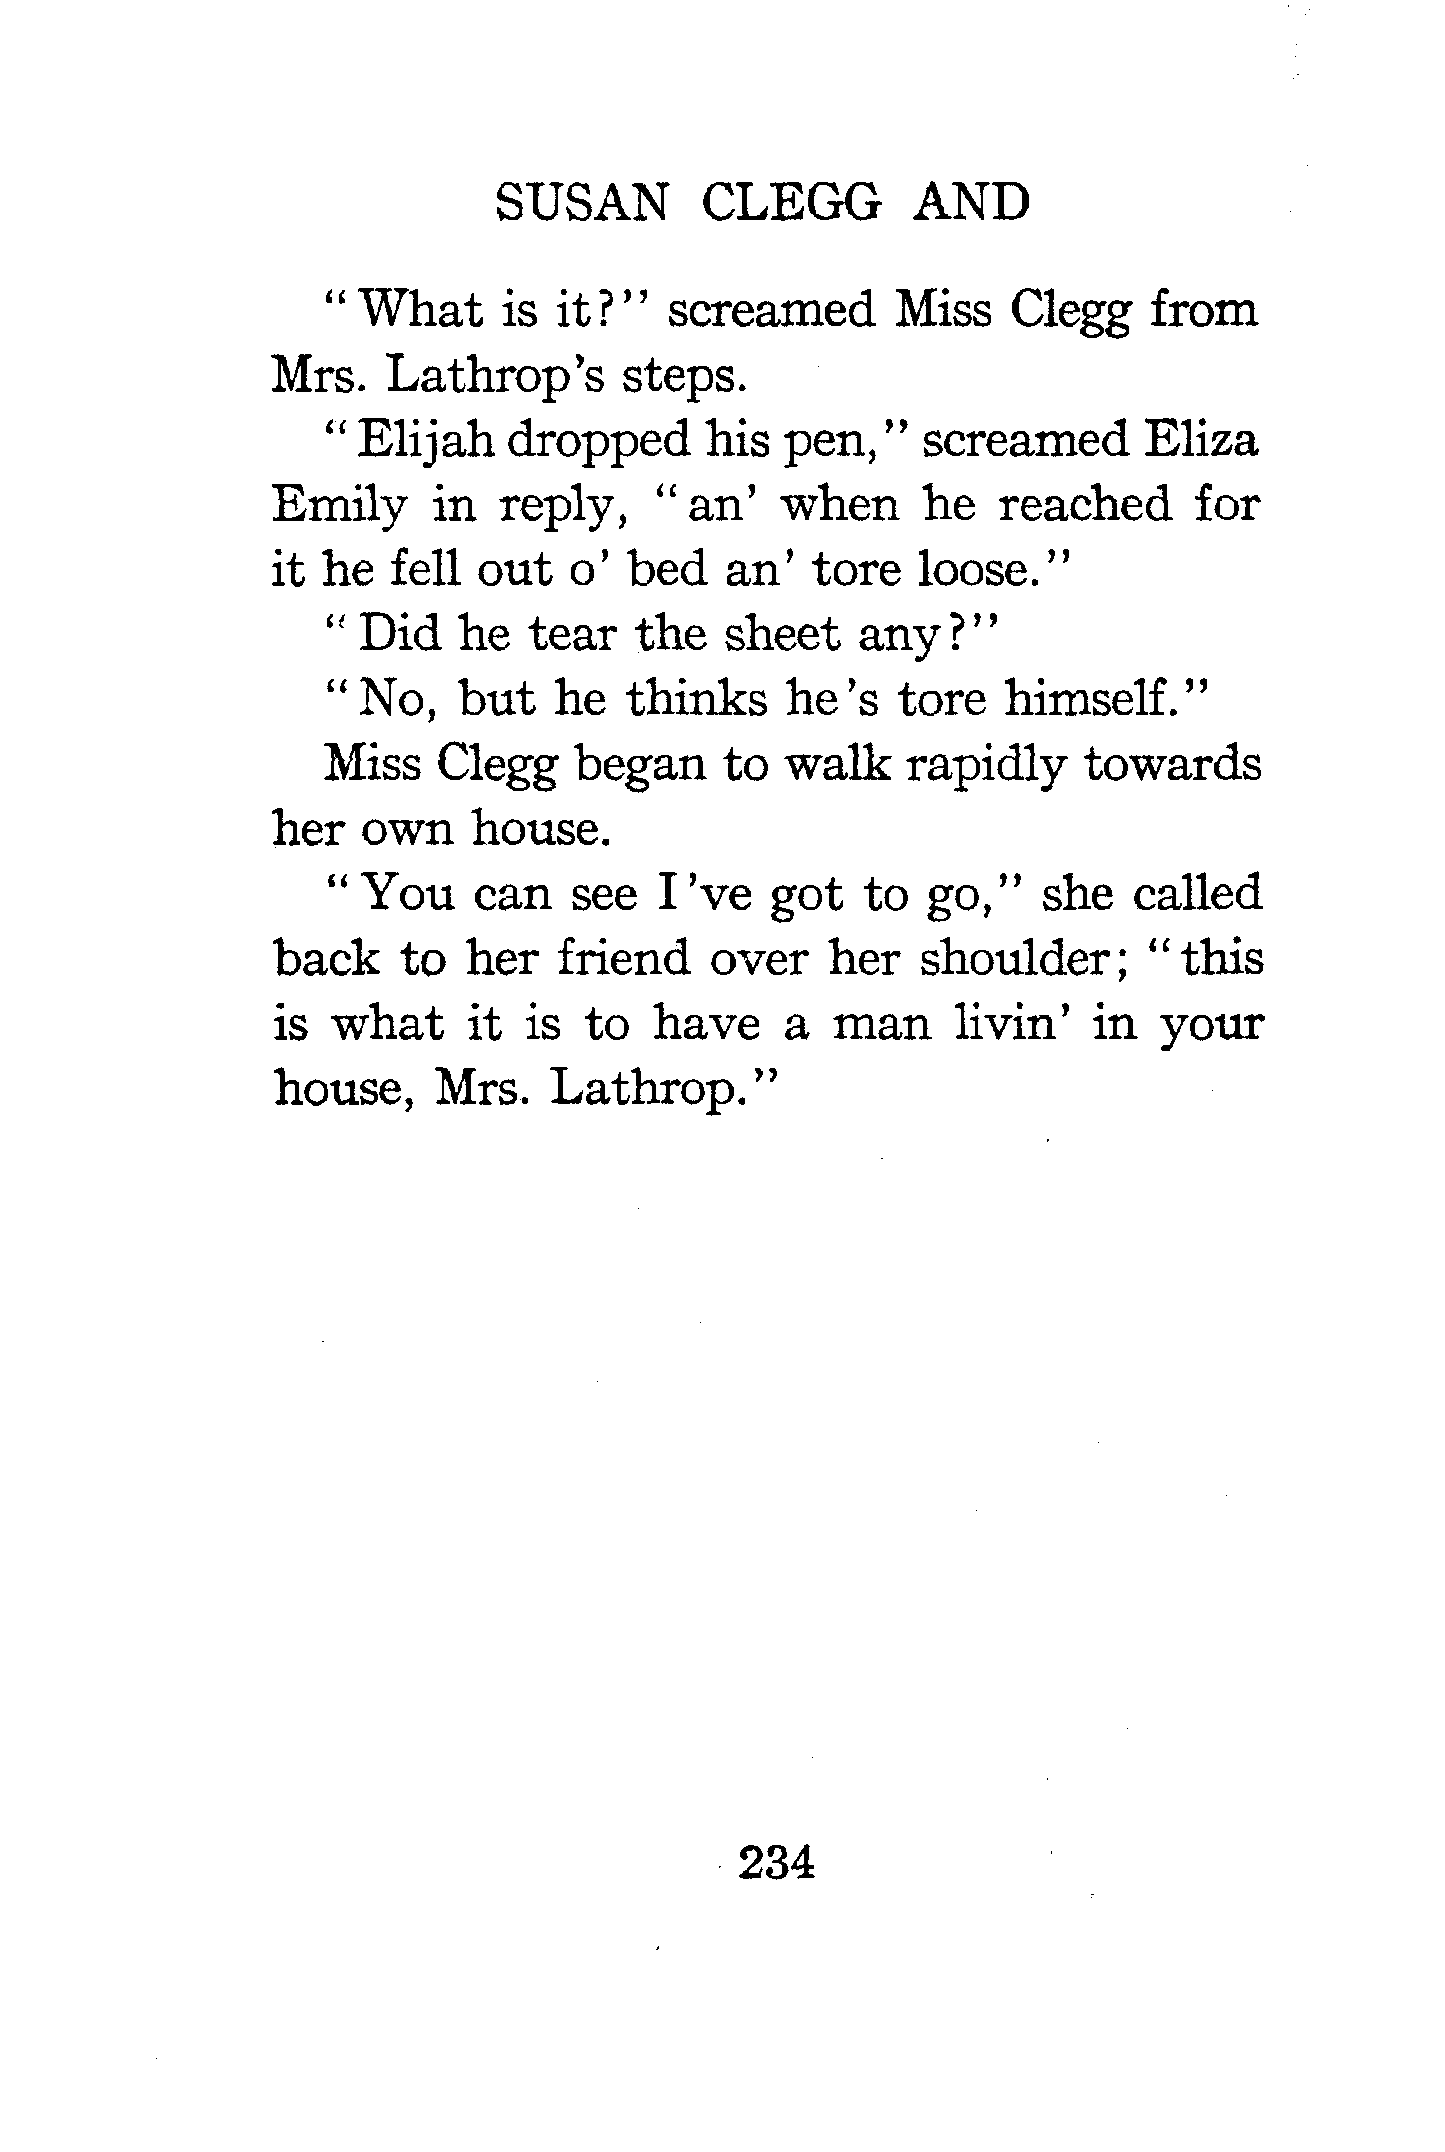 SUSAN CLEGG AND
"What is it?" screamed Miss Clegg from
Mrs. Lathrop's steps.
"Elijah dropped his pen," screamed Eliza
Emily in reply, "an' when he reached for
it he fell out o' bed an' tore loose."
"Did he tear the sheet any?"
"No, but he thinks he's tore himself."
Miss Clegg began to walk rapidly towards
her own house.
"You can see I've got to go," she called
back to her friend over her shoulder; "this
is what it is to have a man livin' in your
house, Mrs. Lathrop."
234